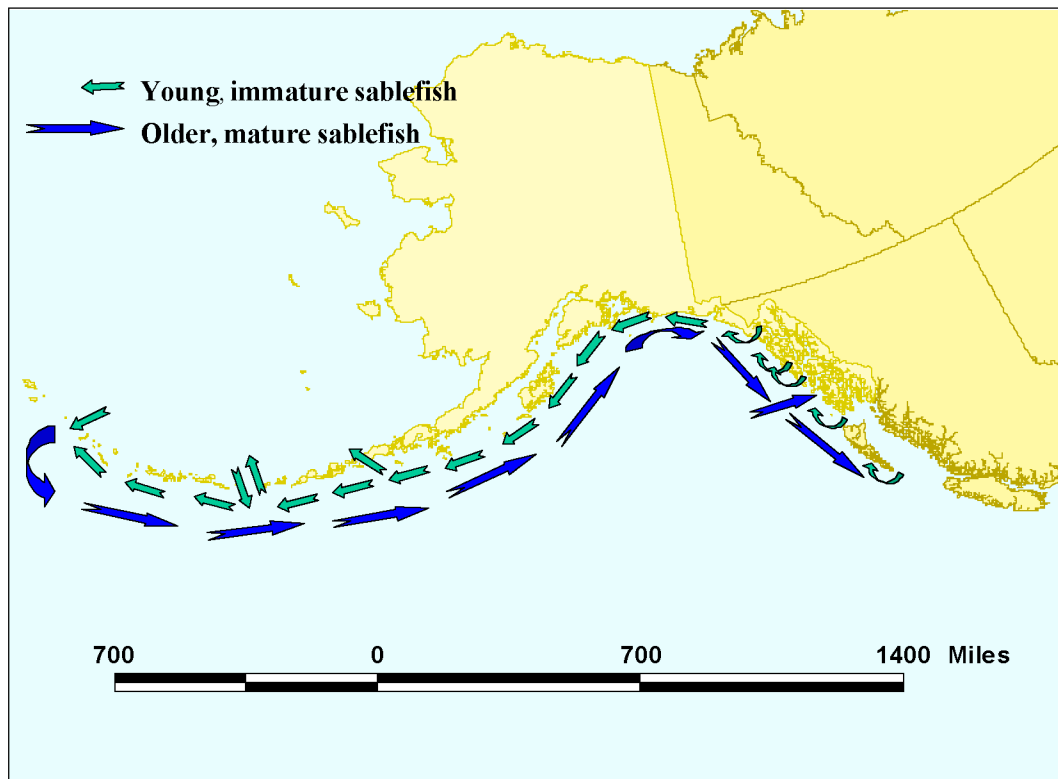 Young, immature sablefish
Older, mature sablefish
700 0 700 1400 Miles